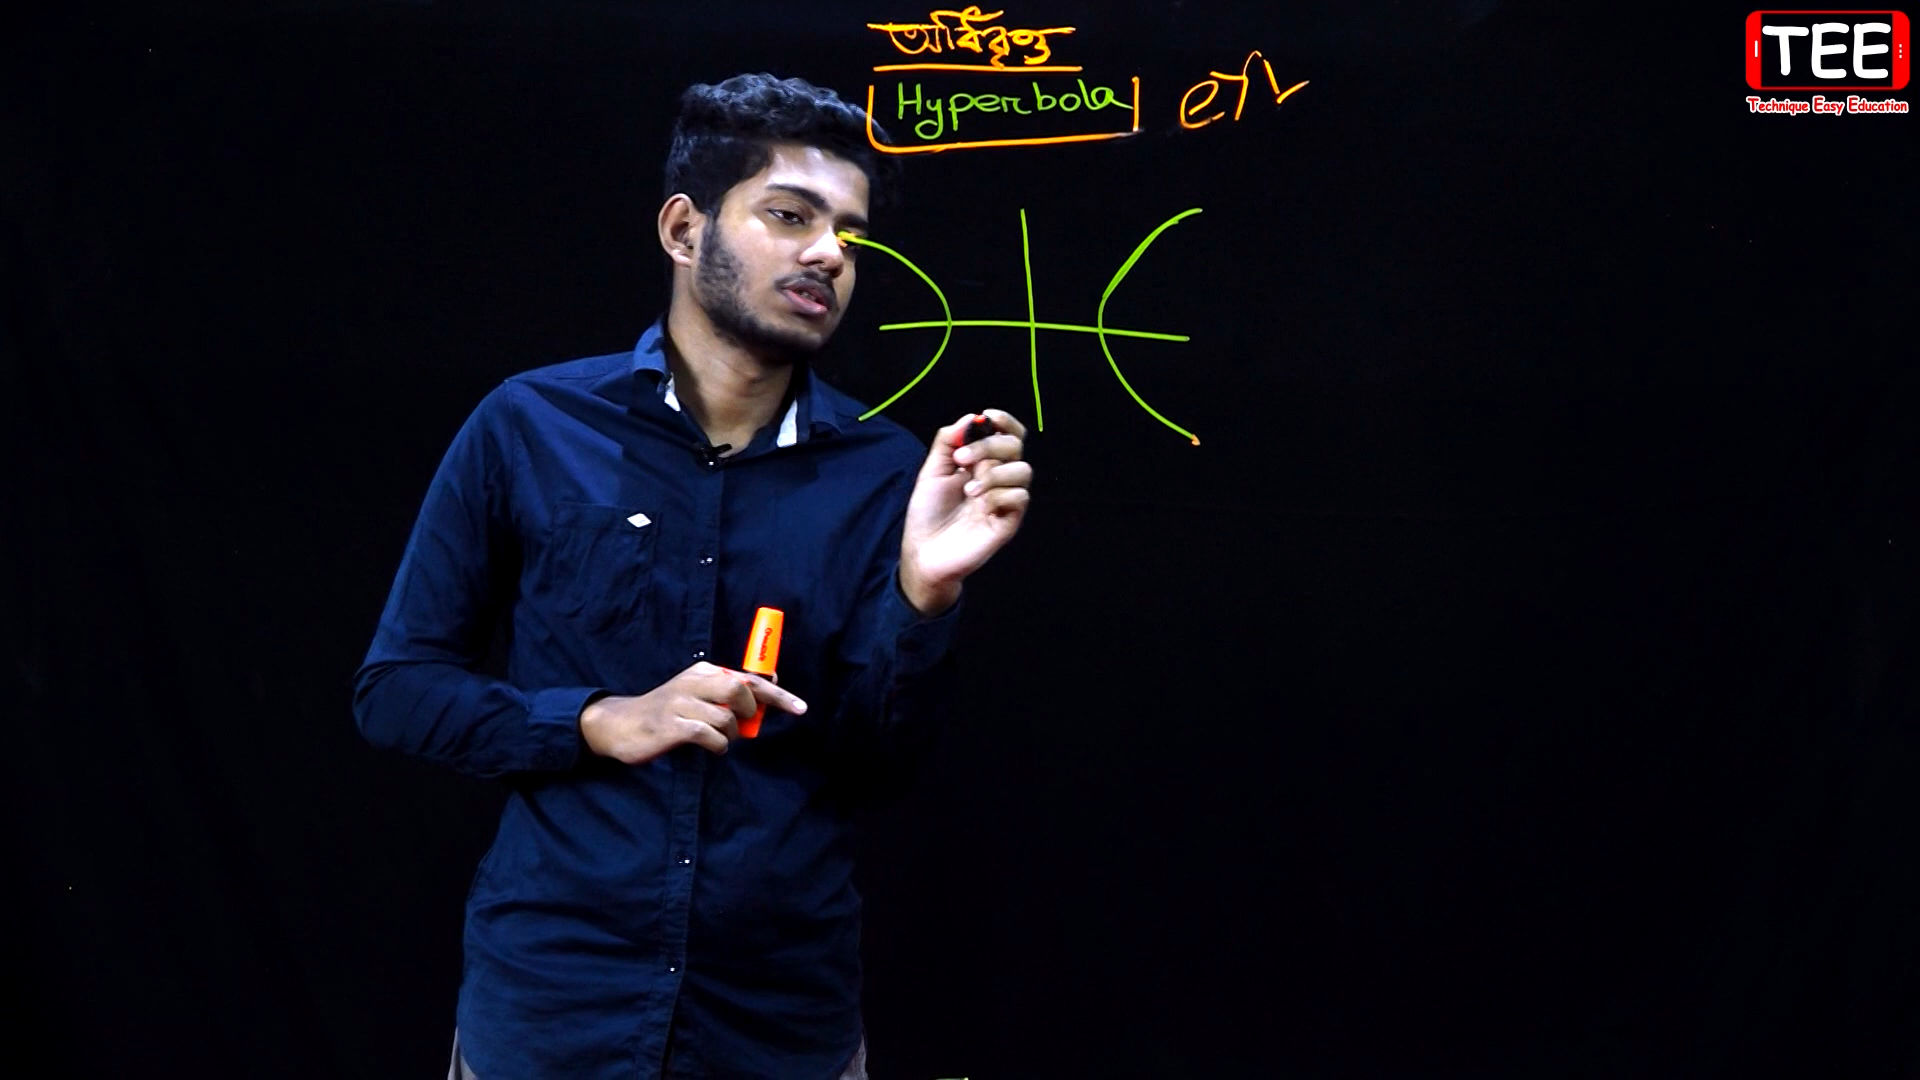 অধিবৃত্ত
Hyperbola e>1
TEE
Technique Easy Education